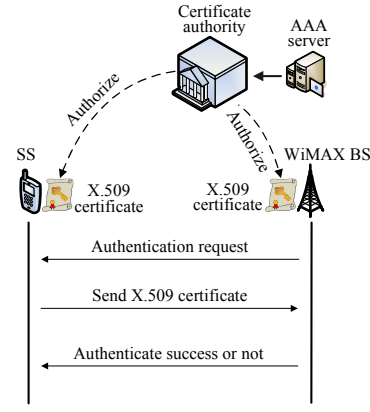 Certificate
authority
AAA
server
Authorize
Authorize
SS
WiMAX BS
X.509
certificate
X.509
certificate
Authentication request
Send X.509 certificate
Authenticate success or not